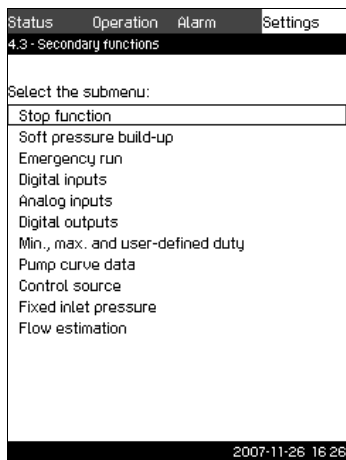 Status Operation Alarm Settings
4.3 - Secondary functions
Select the submenu:
Stop function
Soft pressure build-up
Emergency run
Digital inputs
Analog inputs
Digital outputs
Min., max. and user-defined duty
Pump curve data
Control source
Fixed inlet pressure
Flow estimation
2007-11-26 16:26